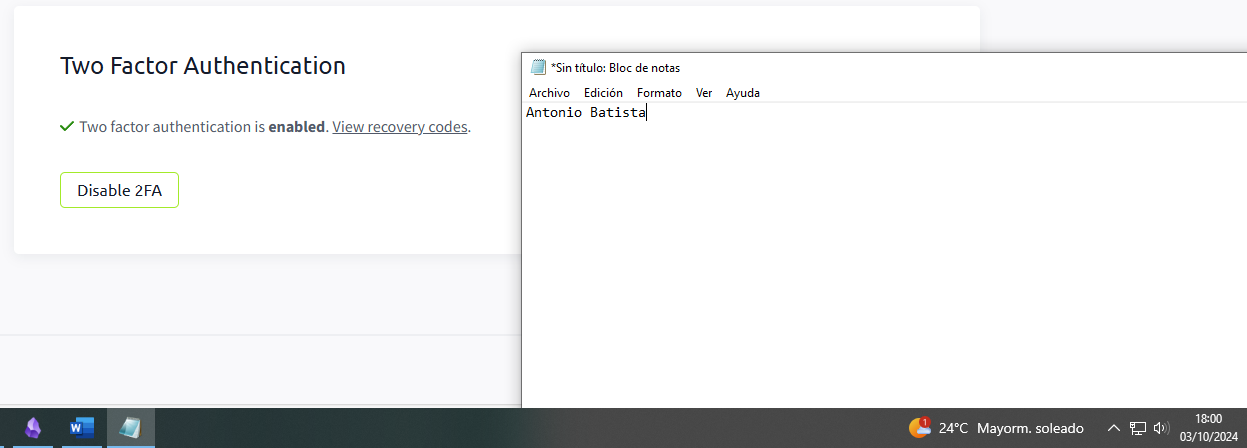 Two Factor Authentication
Two factor authentication is enabled. View recovery codes.
Disable 2FA
*Sin título: Bloc de notas
Archivo Edición Formato Ver Ayuda
Antonio Batista
W
1
24°C Mayorm. soleado
18:00
03/10/2024